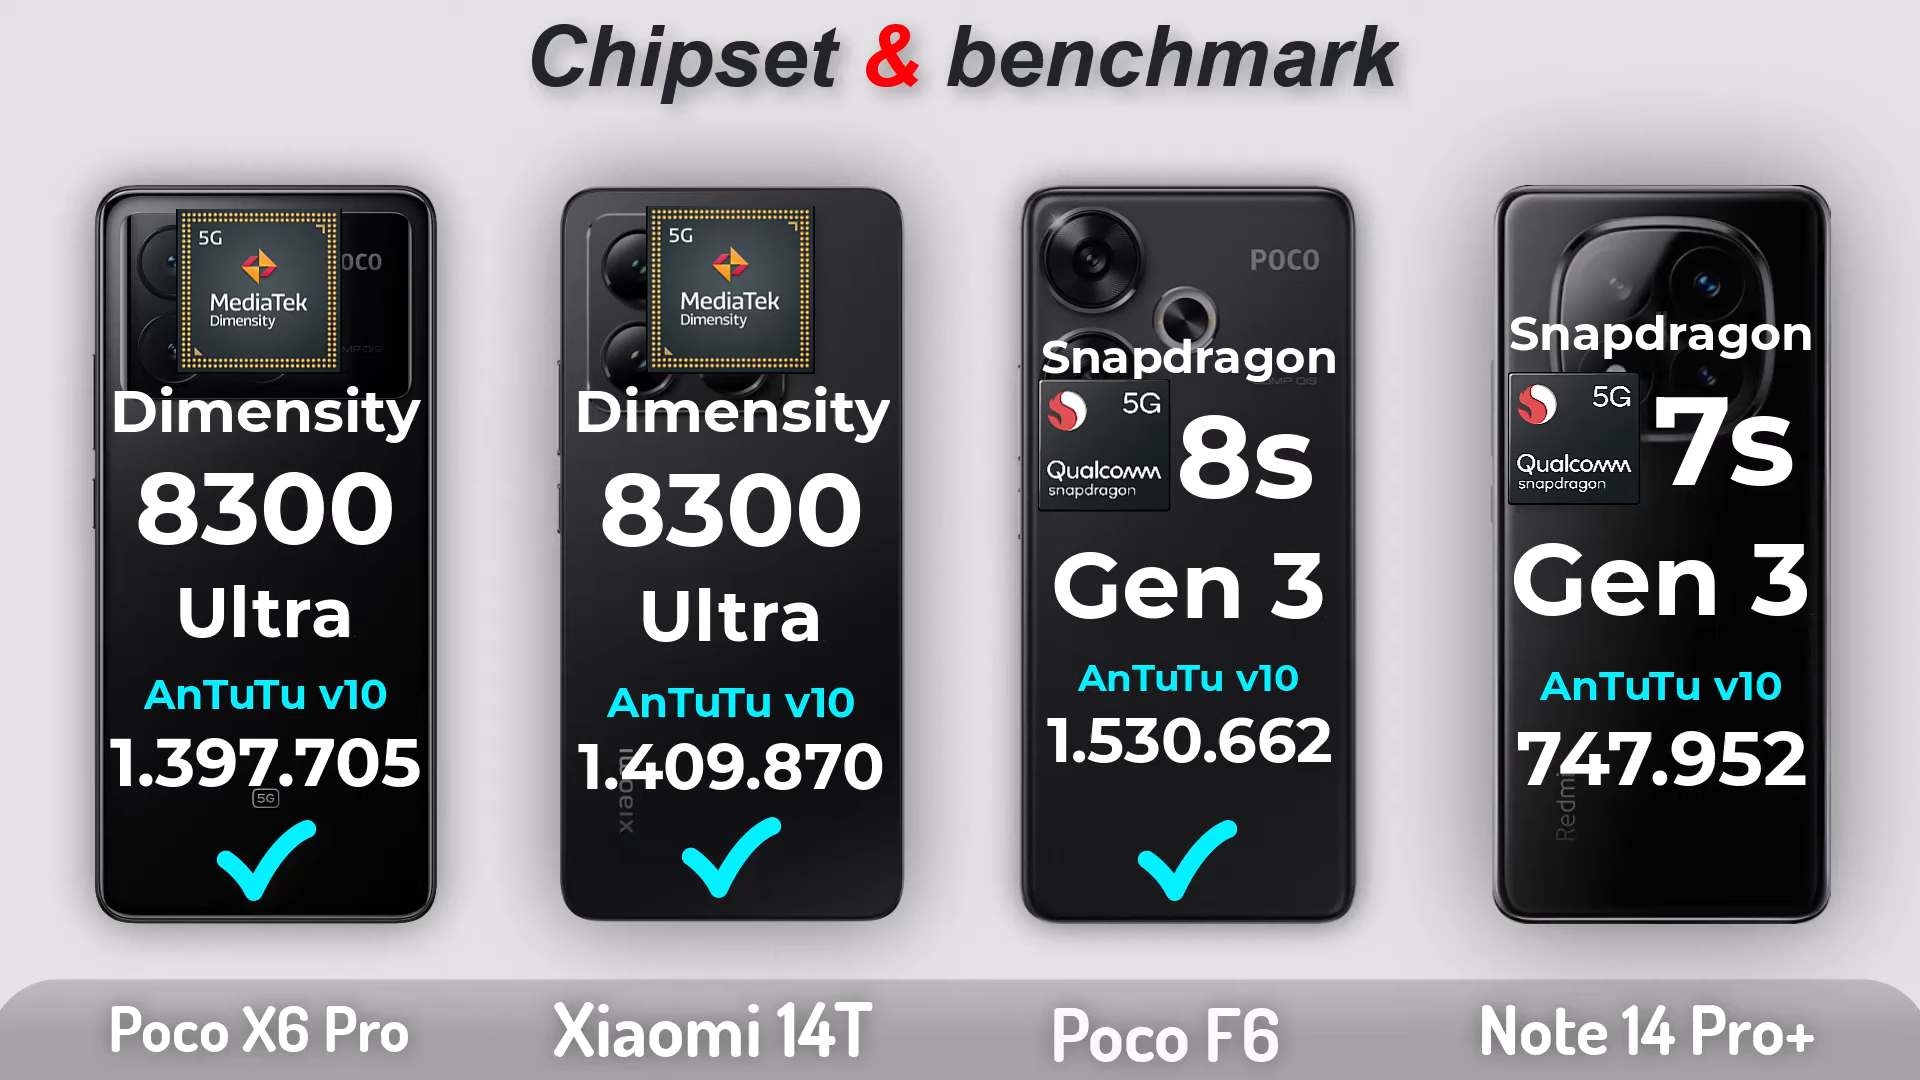 Chipset & benchmark
5G
MediaTek
Dimensity
POCO
Dimensity
8300
Ultra
AnTuTu v10
1.397.705
5G
Poco X6 Pro
5G
MediaTek
Dimensity
Dimensity
8300
Ultra
AnTuTu v10
1.409.870
xiaomi
Xiaomi 14T
POCO
Snapdragon
5G
Qualcomm
snapdragon
8s
Gen 3
AnTuTu v10
1.530.662
Poco F6
Snapdragon
5G
Qualcomm
snapdragon
7s
Gen 3
AnTuTu v10
747.952
Redmi
Note 14 Pro+